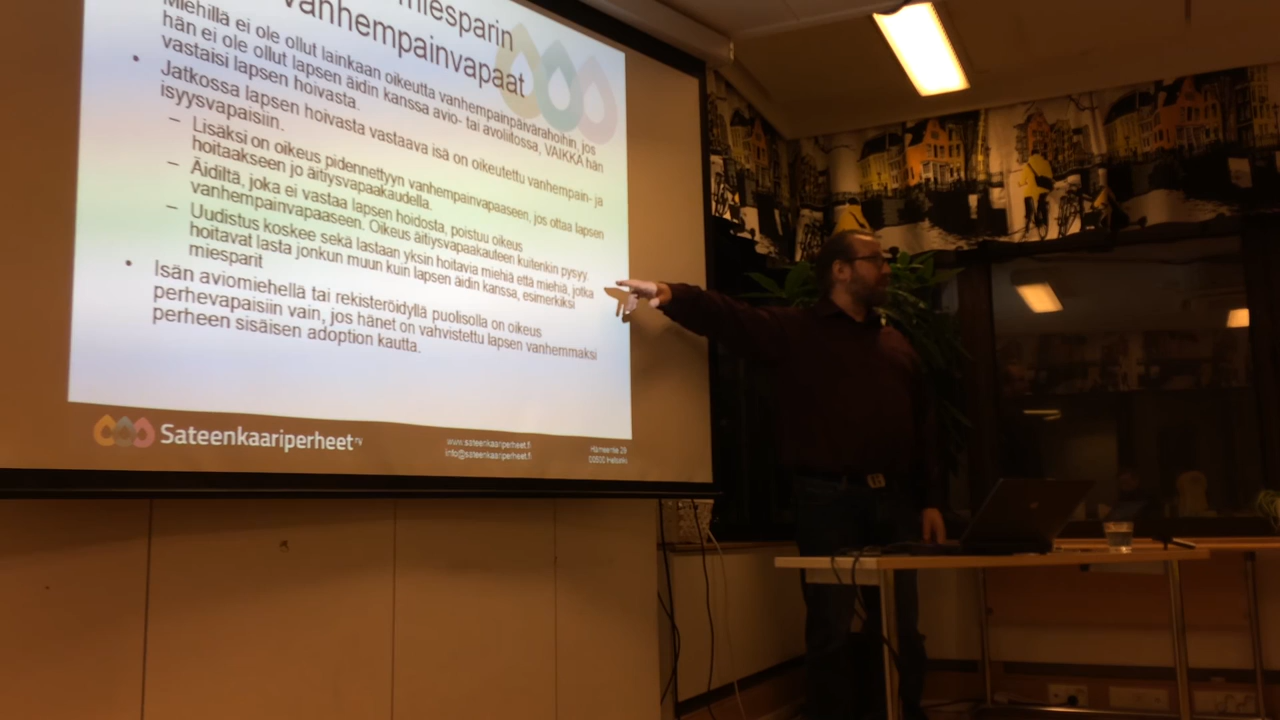 miesparin
vanhempainvapaat
Miehillä ei ole ollut lainkaan oikeutta vanhempainpäivärahoihin, jos
hän ei ole ollut lapsen äidin kanssa avio- tai avoliitossa, VAIKKA hän
vastaisi lapsen hoivasta.
• Jatkossa lapsen hoivasta vastaava isä on oikeutettu vanhempain- ja
isyysvapaisiin.
– Lisäksi on oikeus pidennettyyn vanhempainvapaaseen, jos ottaa lapsen
hoitaakseen jo äitiysvapaakaudella.
– Äidiltä, joka ei vastaa lapsen hoidosta, poistuu oikeus
vanhempainvapaaseen. Oikeus äitiysvapaakauteen kuitenkin pysyy.
– Uudistus koskee sekä lastaan yksin hoitavia miehiä että miehiä, jotka
hoitavat lasta jonkun muun kuin lapsen äidin kanssa, esimerkiksi
miesparit
• Isän aviomiehellä tai rekisteröidyllä puolisolla on oikeus
perhevapaisiin vain, jos hänet on vahvistettu lapsen vanhemmaksi
perheen sisäisen adoption kautta.
Sateenkaariperheet ry
www.sateenkaariperheet.fi
info@sateenkaariperheet.fi
Hämeentie 29
00500 Helsinki